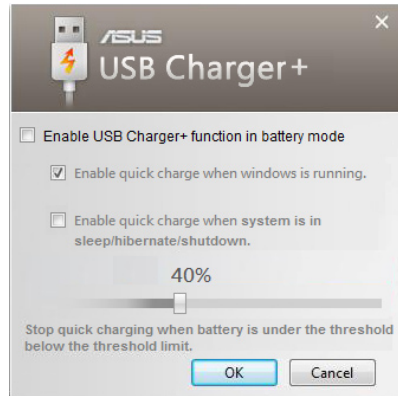 ASUS
USB Charger+
Enable USB Charger+ function in battery mode
Enable quick charge when windows is running.
Enable quick charge when system is in
sleep/hibernate/shutdown.
40%
Stop quick charging when battery is under the threshold
below the threshold limit.
OK Cancel